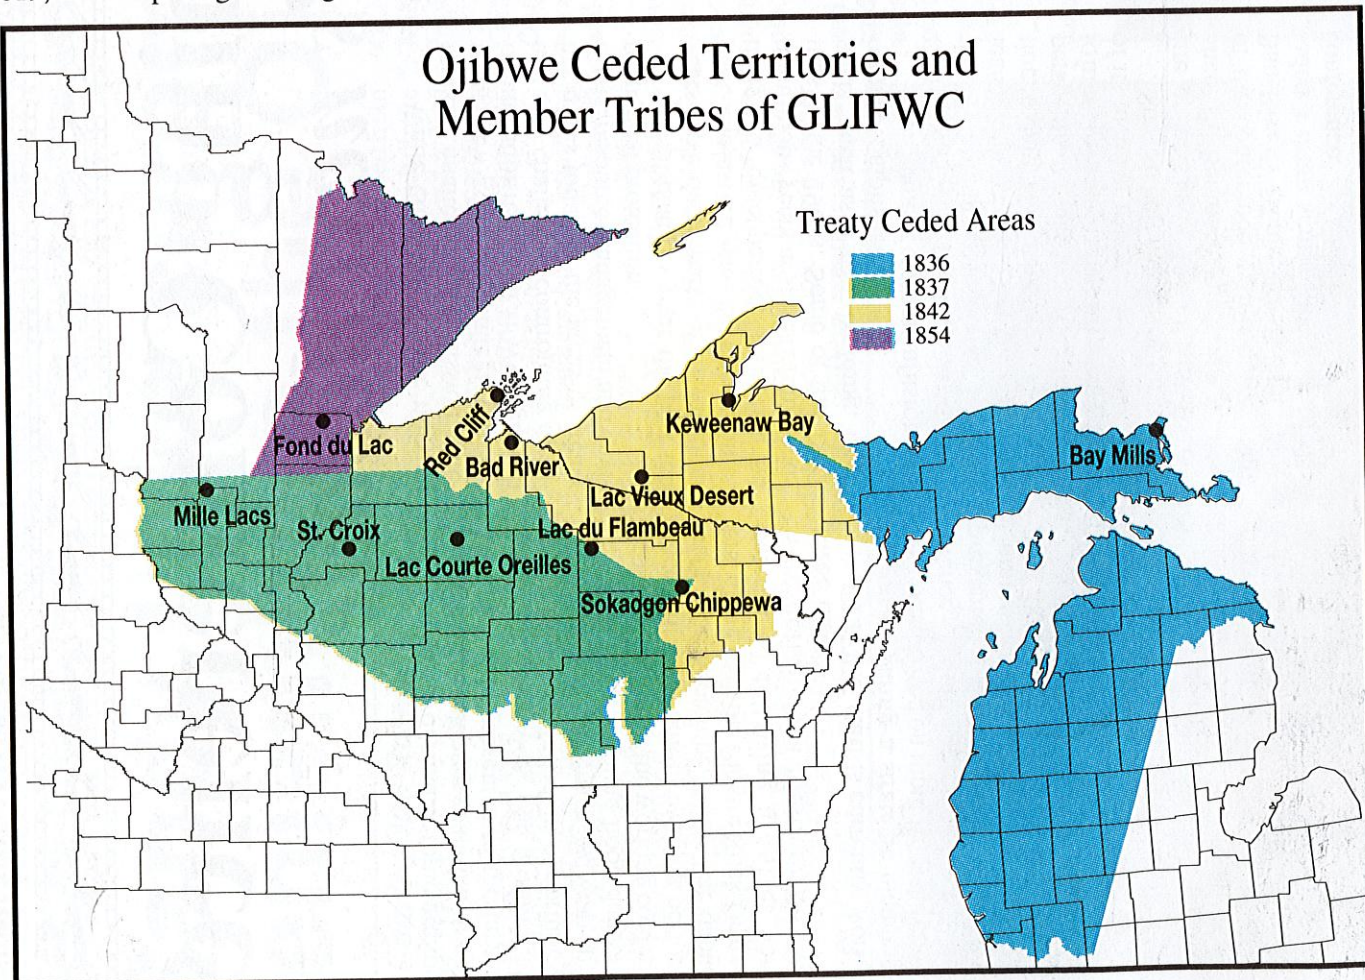 Ojibwe Ceded Territories and
Member Tribes of GLIFWC
Treaty Ceded Areas
1836
1837
1842
1854
Fond du Lac
Red Cliff
Bad River
Keweenaw Bay
Bay Mills
Mille Lacs
St. Croix
Lac Courte Oreilles
Lac Vieux Desert
Lac du Flambeau
Sokaogon Chippewa